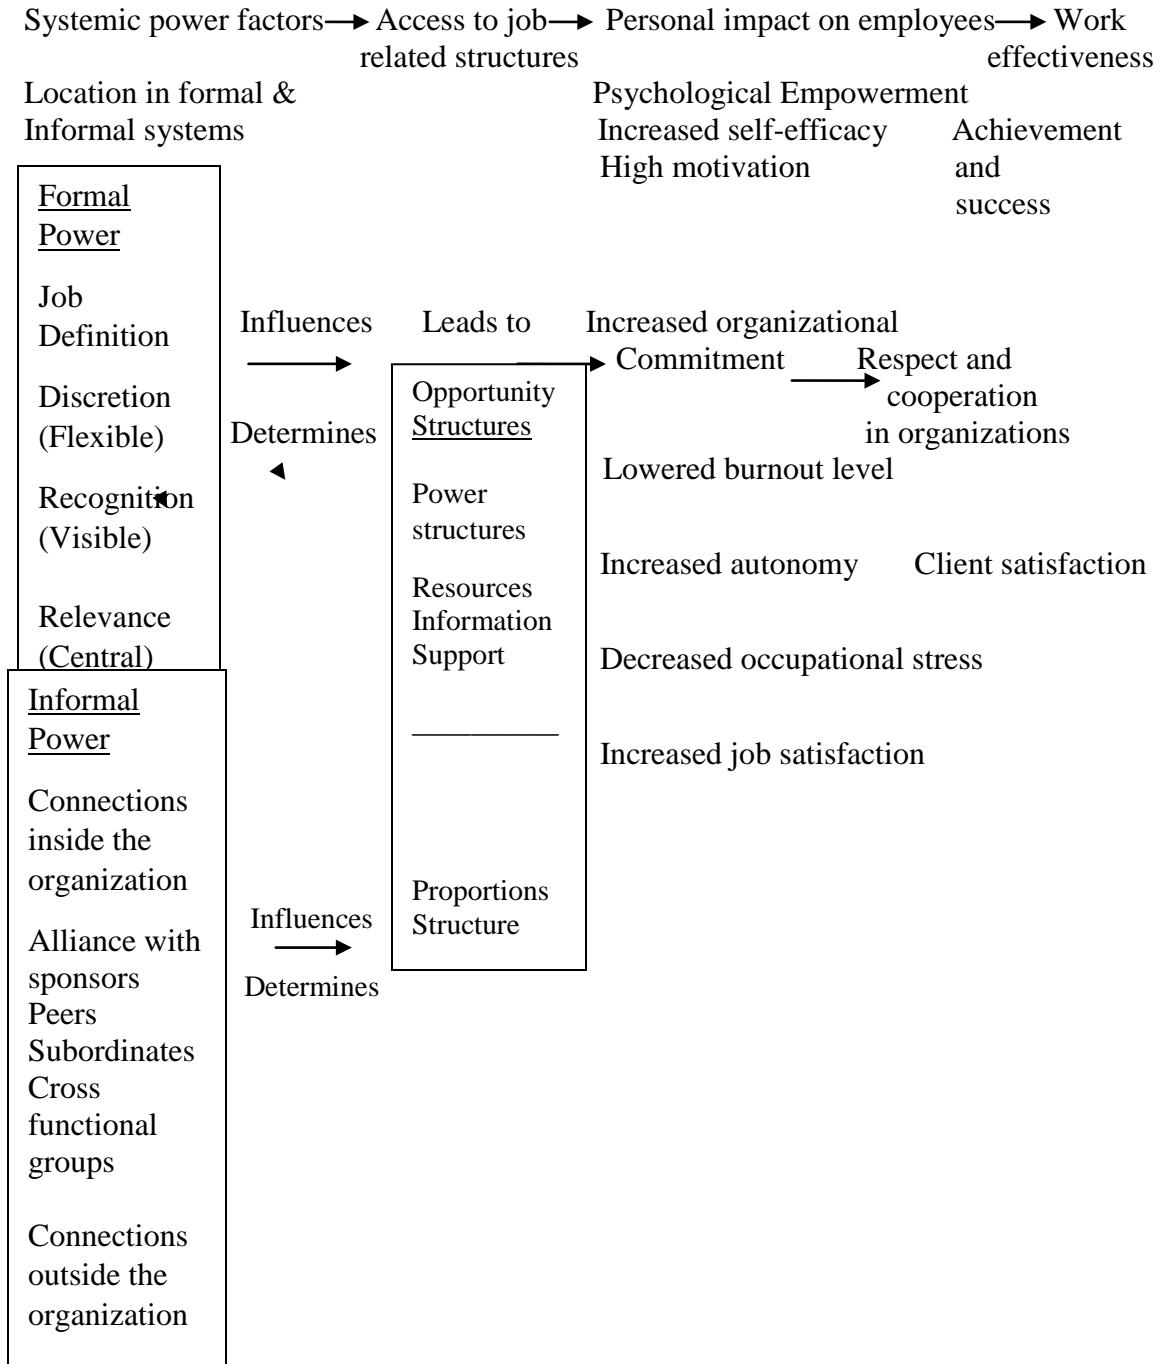 Systemic power factors Access to job Personal impact on employees Work
related structures effectiveness
Location in formal & Psychological Empowerment
Informal systems Increased self-efficacy Achievement
High motivation and
success
Formal
Power
Job
Definition
Discretion
(Flexible)
Recognition
(Visible)
Relevance
(Central)
Informal
Power
Connections
inside the
organization
Alliance with
sponsors
Peers
Subordinates
Cross
functional
groups
Connections
outside the
organization
Influences
Determines
Influences
Determines
Leads to
Opportunity
Structures
Power
structures
Resources
Information
Support
Proportions
Structure
Increased organizational
Commitment Respect and
cooperation
in organizations
Lowered burnout level
Increased autonomy Client satisfaction
Decreased occupational stress
Increased job satisfaction